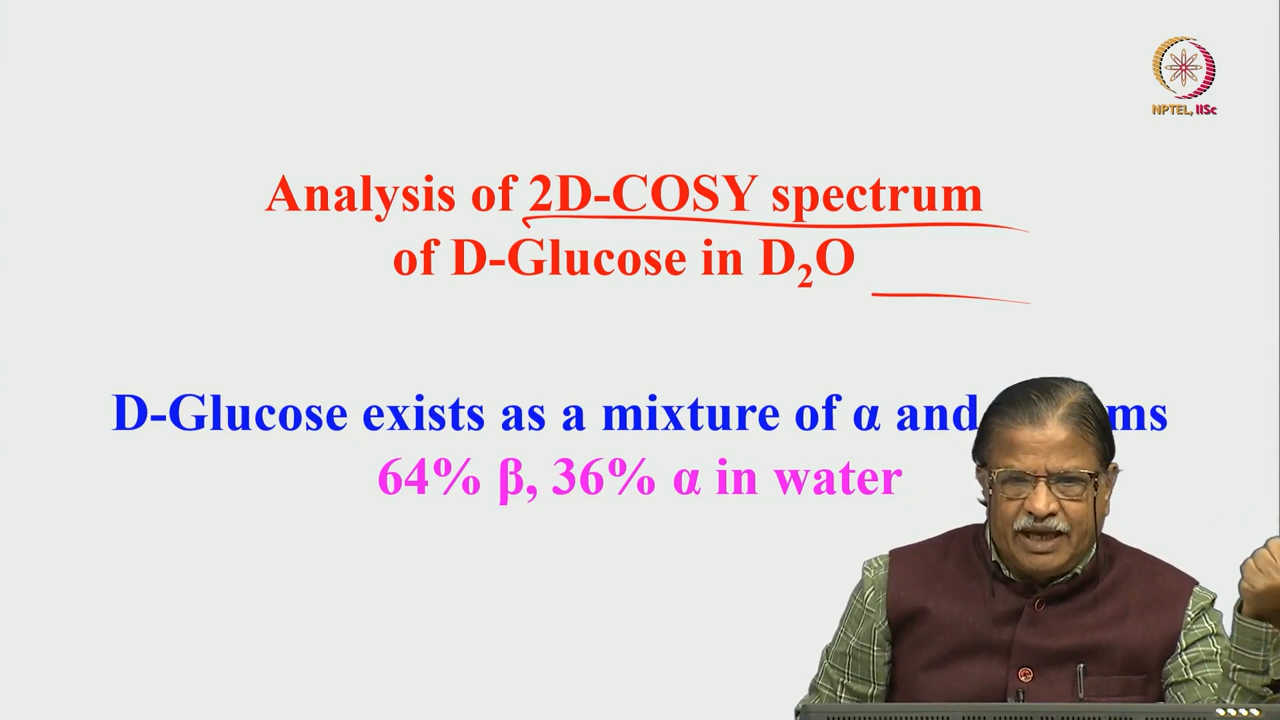 NPTEL, IISc
Analysis of 2D-COSY spectrum
of D-Glucose in D₂O
D-Glucose exists as a mixture of α and ms
64% β, 36% α in water